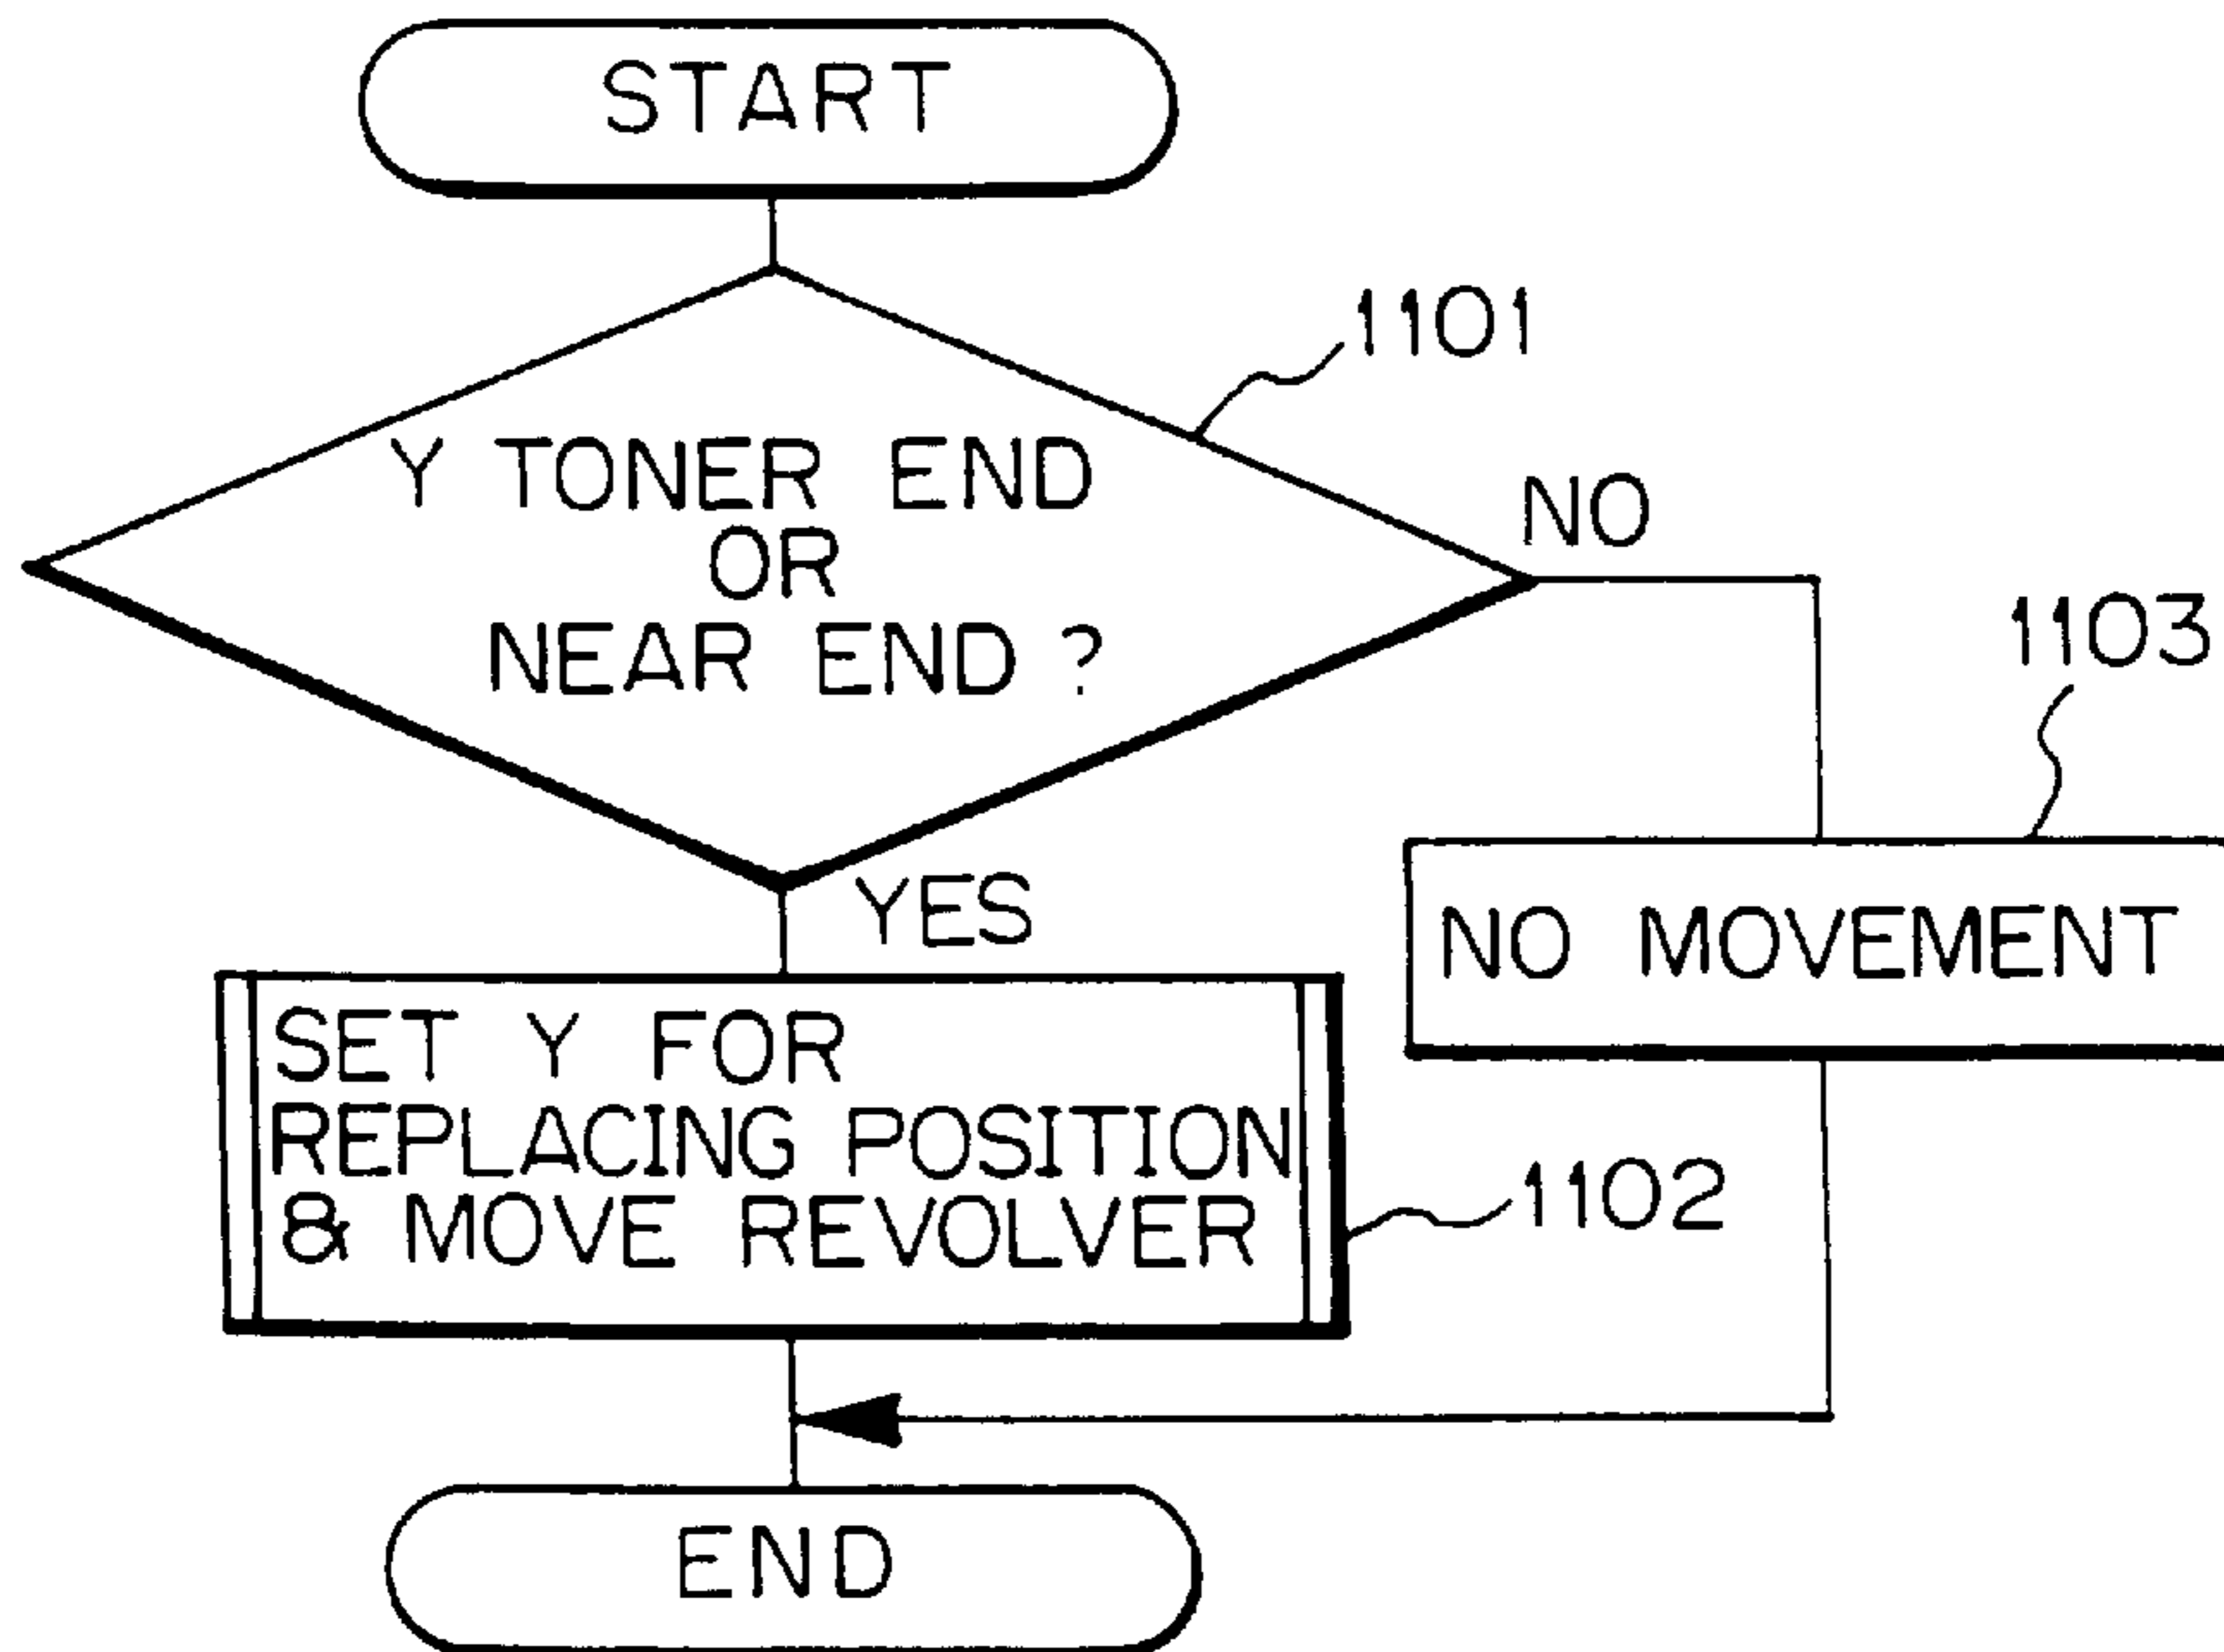 START
1101
Y TONER END
OR
NEAR END ?
NO
1103
YES
NO MOVEMENT
SET Y FOR
REPLACING POSITION
& MOVE REVOLVER
1102
END